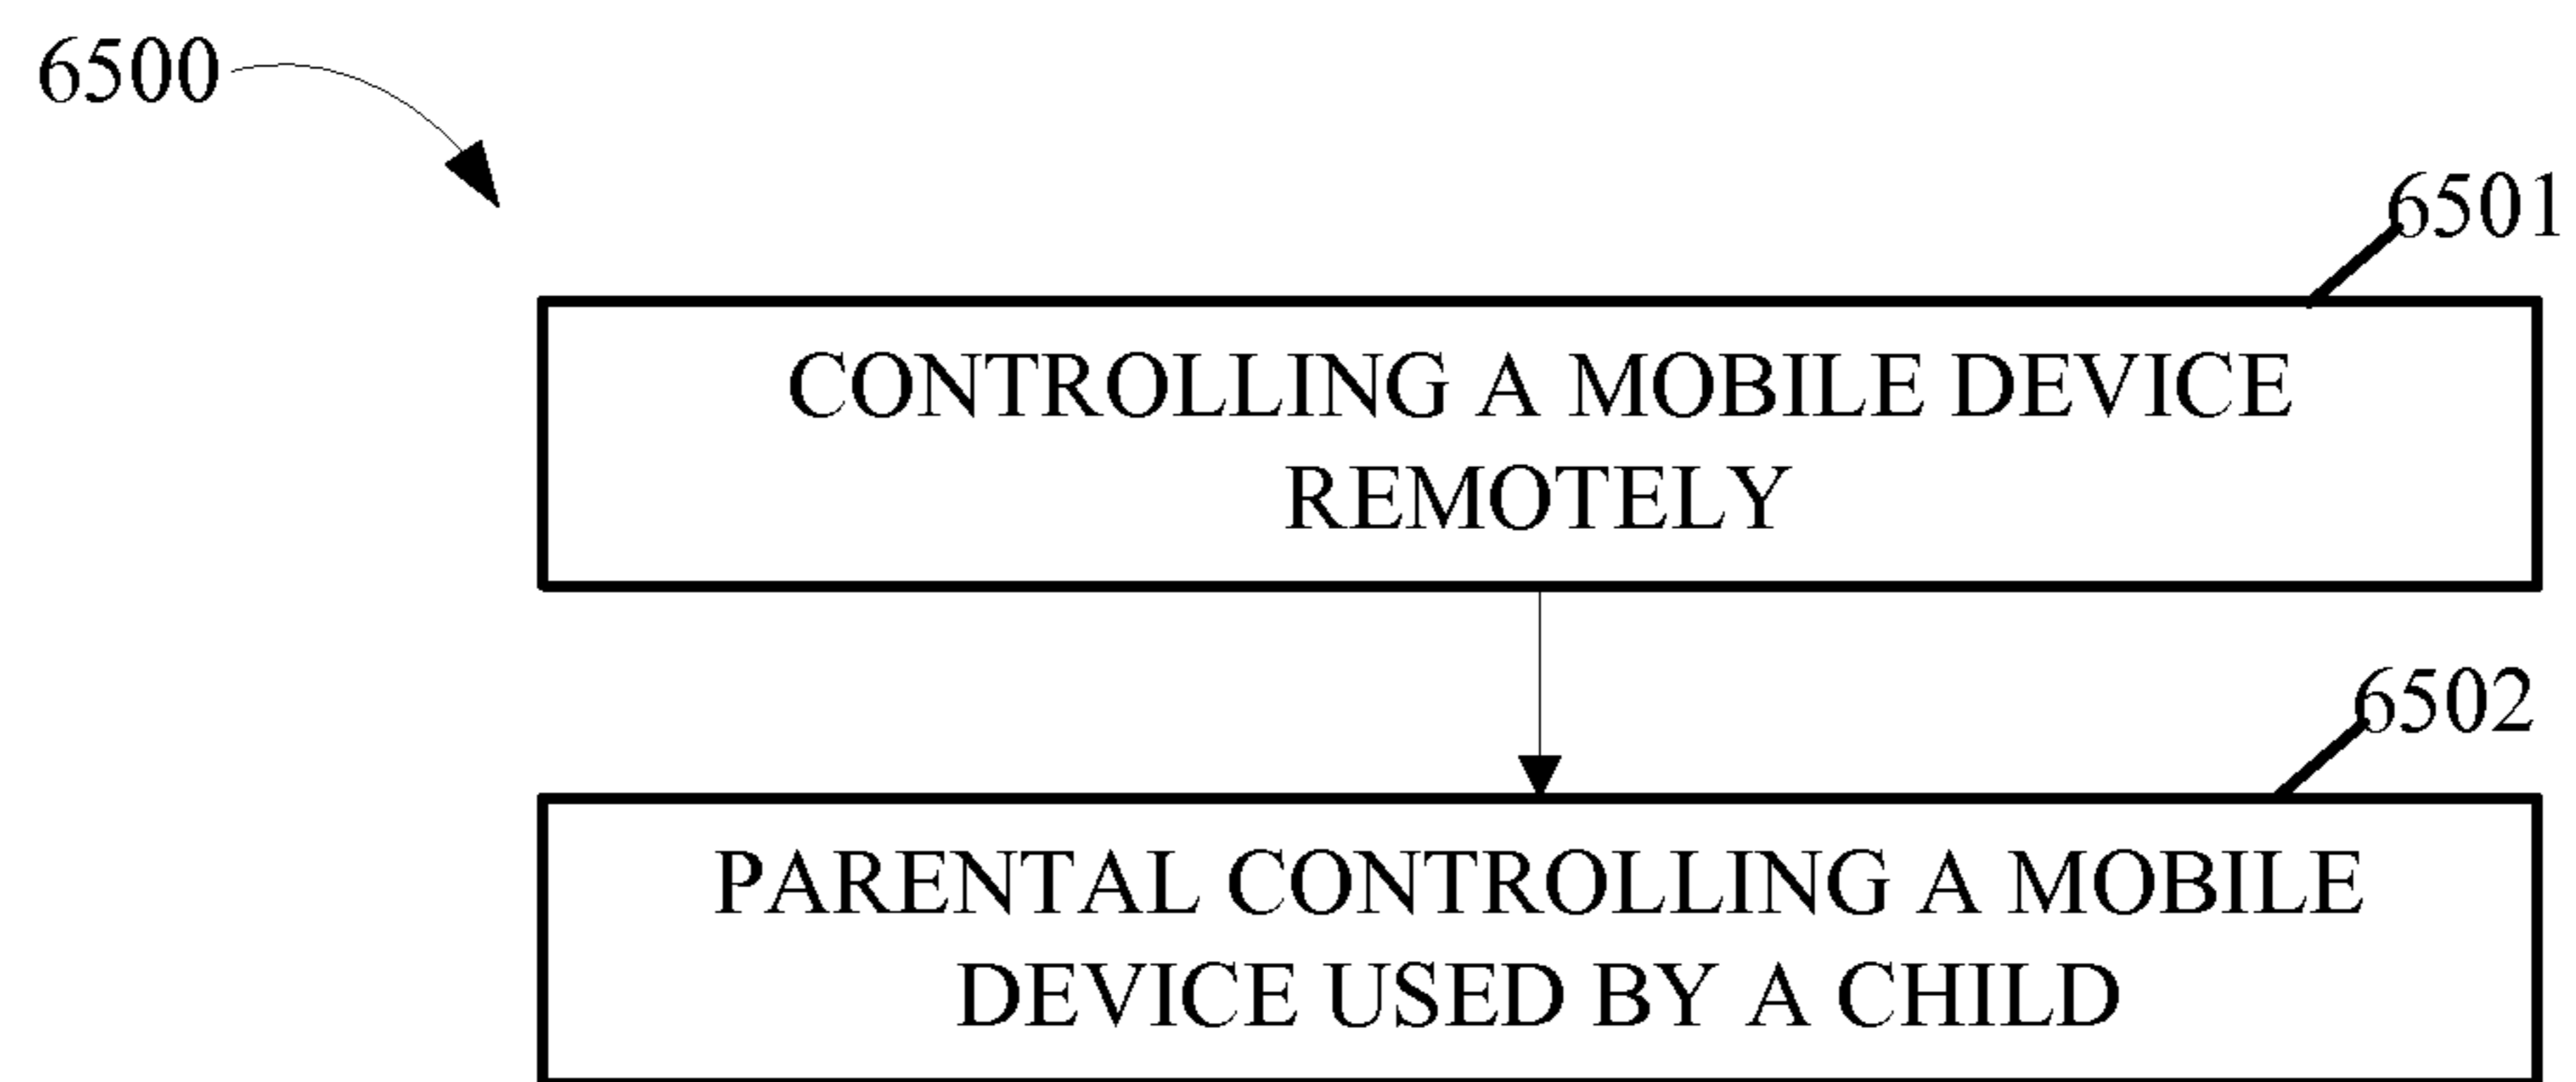 6500
6501
CONTROLLING A MOBILE DEVICE
REMOTELY
6502
PARENTAL CONTROLLING A MOBILE
DEVICE USED BY A CHILD